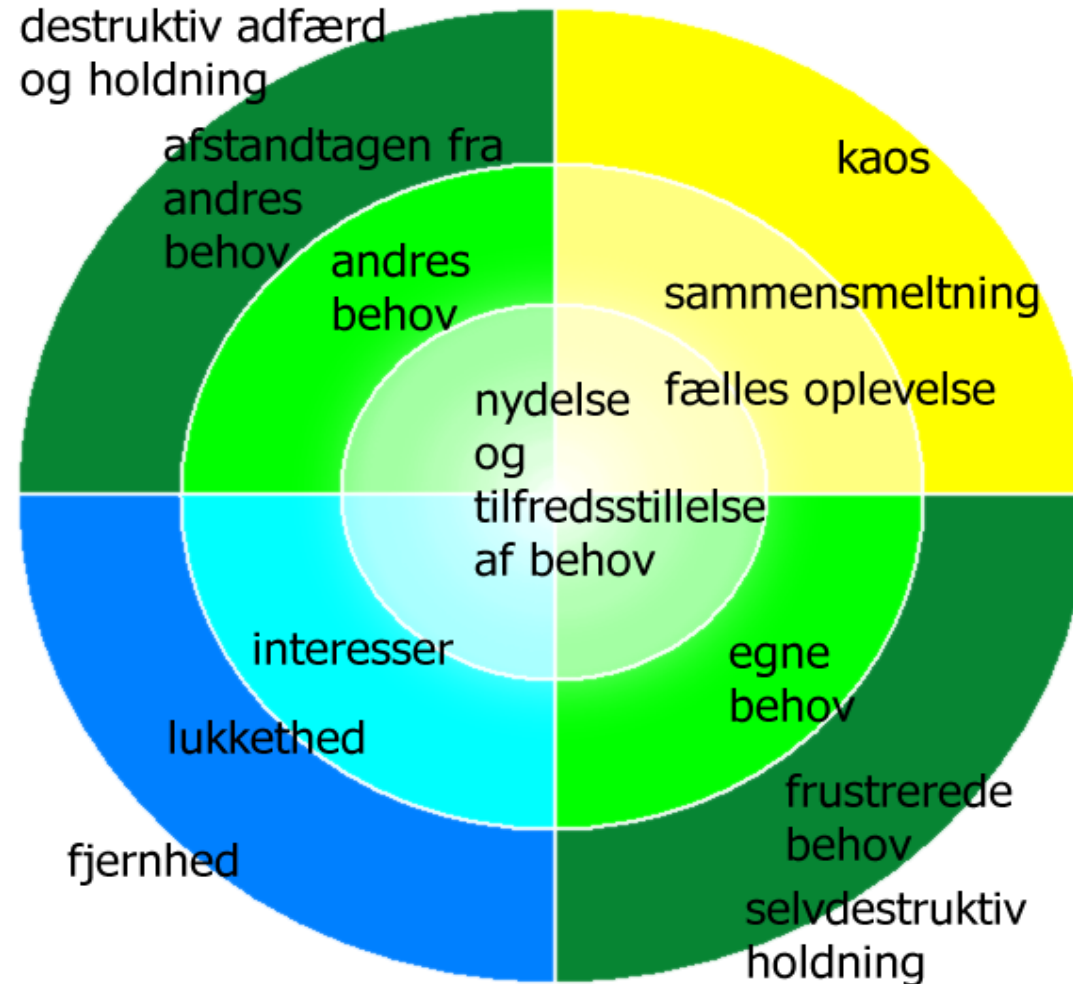 destruktiv adfærd
og holdning
afstandtagen fra
andres
behov
andres
behov
kaos
sammensmeltning
fælles oplevelse
nydelse
og
tilfredsstillelse
af behov
interesser
lukkethed
fjernhed
egne
behov
frustrerede
behov
selvdestruktiv
holdning